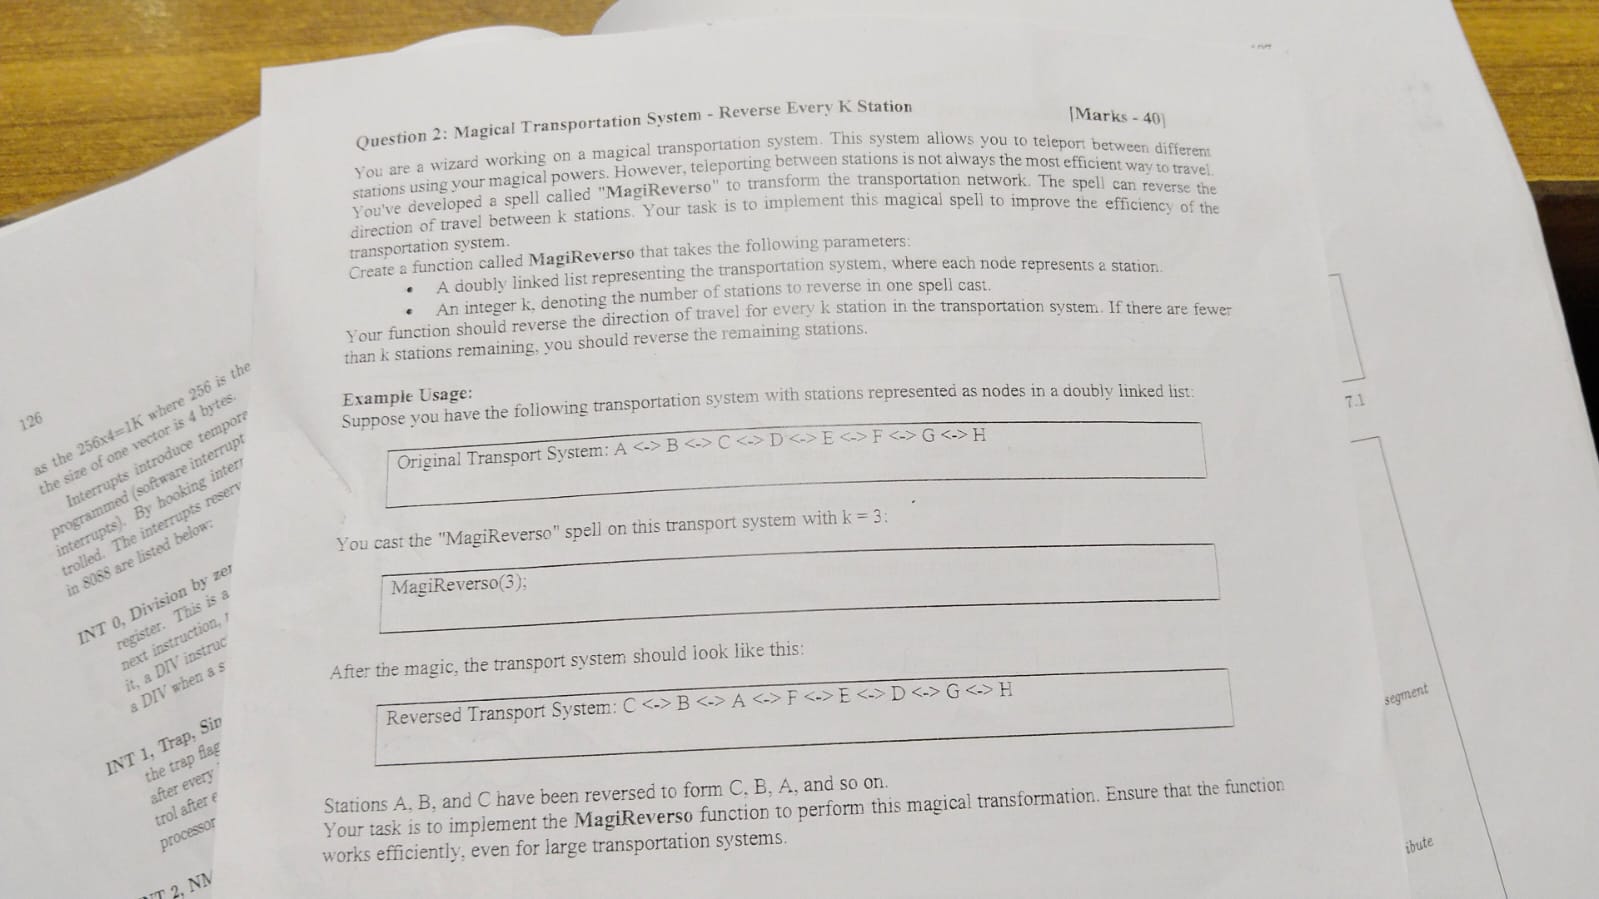 Question 2: Magical Transportation System - Reverse Every K Station
[Marks - 40]
You are a wizard working on a magical transportation system. This system allows you to teleport between different
stations using your magical powers. However, teleporting between stations is not always the most efficient way to travel.
You've developed a spell called "MagiReverso" to transform the transportation network. The spell can reverse the
direction of travel between k stations. Your task is to implement this magical spell to improve the efficiency of the
transportation system.
Create a function called MagiReverso that takes the following parameters:
• A doubly linked list representing the transportation system, where each node represents a station.
• An integer k, denoting the number of stations to reverse in one spell cast.
Your function should reverse the direction of travel for every k station in the transportation system. If there are fewer
than k stations remaining, you should reverse the remaining stations.
Example Usage:
Suppose you have the following transportation system with stations represented as nodes in a doubly linked list:
Original Transport System: A <-> B <-> C <-> D <-> E <-> F <-> G <-> H
You cast the "MagiReverso" spell on this transport system with k = 3:
MagiReverso(3);
After the magic, the transport system should look like this:
Reversed Transport System: C <-> B <-> A <-> F <-> E <-> D <-> G <-> H
Stations A, B, and C have been reversed to form C, B, A, and so on.
Your task is to implement the MagiReverso function to perform this magical transformation. Ensure that the function
works efficiently, even for large transportation systems.
126
as the 256x4=1K where 256 is the
the size of one vector is 4 bytes.
Interrupts introduce tempore
programmed (software interrupt
interrupts). By hooking inter
trolled. The interrupts reserv
in 8088 are listed below:
INT 0, Division by zer
register. This is a
next instruction,
it, a DIV instruc
a DIV when a s
INT 1, Trap, Sin
the trap flag
after every
trol after e
processor
INT 2, NM
7.1
segment
ibute